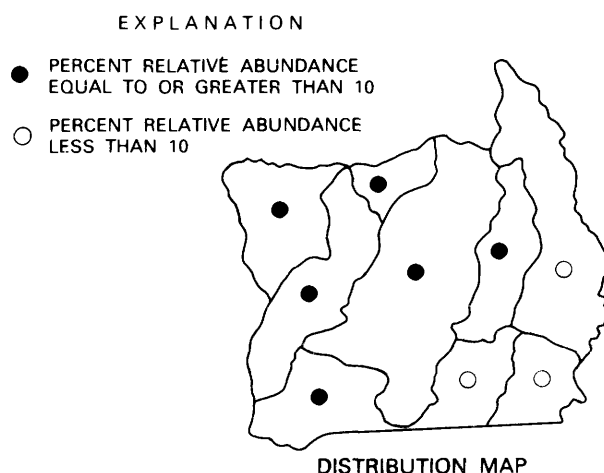 EXPLANATION
PERCENT RELATIVE ABUNDANCE
EQUAL TO OR GREATER THAN 10
PERCENT RELATIVE ABUNDANCE
LESS THAN 10
DISTRIBUTION MAP